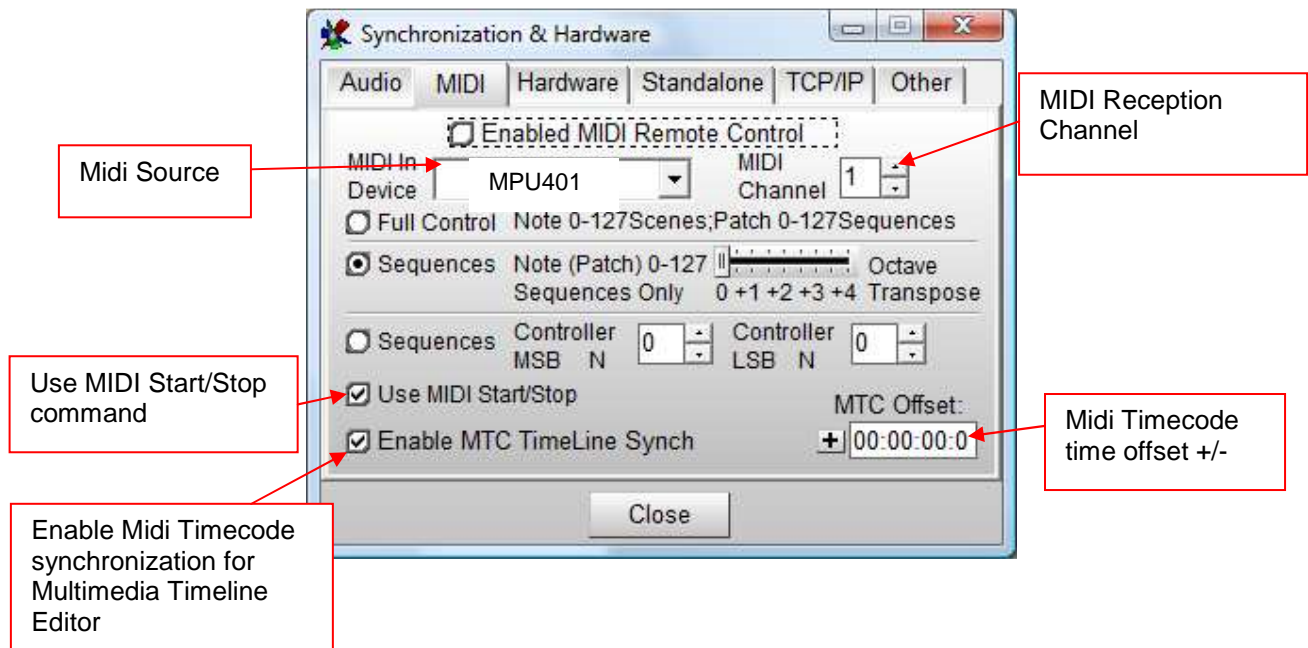 Synchronization & Hardware
Audio MIDI Hardware Standalone TCP/IP Other
Enabled MIDI Remote Control
MIDI In
Device
MPU401
MIDI
Channel
1
Full Control Note 0-127Scenes;Patch 0-127Sequences
Sequences Note (Patch) 0-127
Sequences Only
0 +1 +2 +3 +4
Octave
Transpose
Sequences
Controller
MSB N
0
Controller
LSB N
0
Use MIDI Start/Stop
MTC Offset:
Enable MTC TimeLine Synch
+ 00:00:00:0
Close
Midi Source
MIDI Reception
Channel
Use MIDI Start/Stop
command
Midi Timecode
time offset +/-
Enable Midi Timecode
synchronization for
Multimedia Timeline
Editor